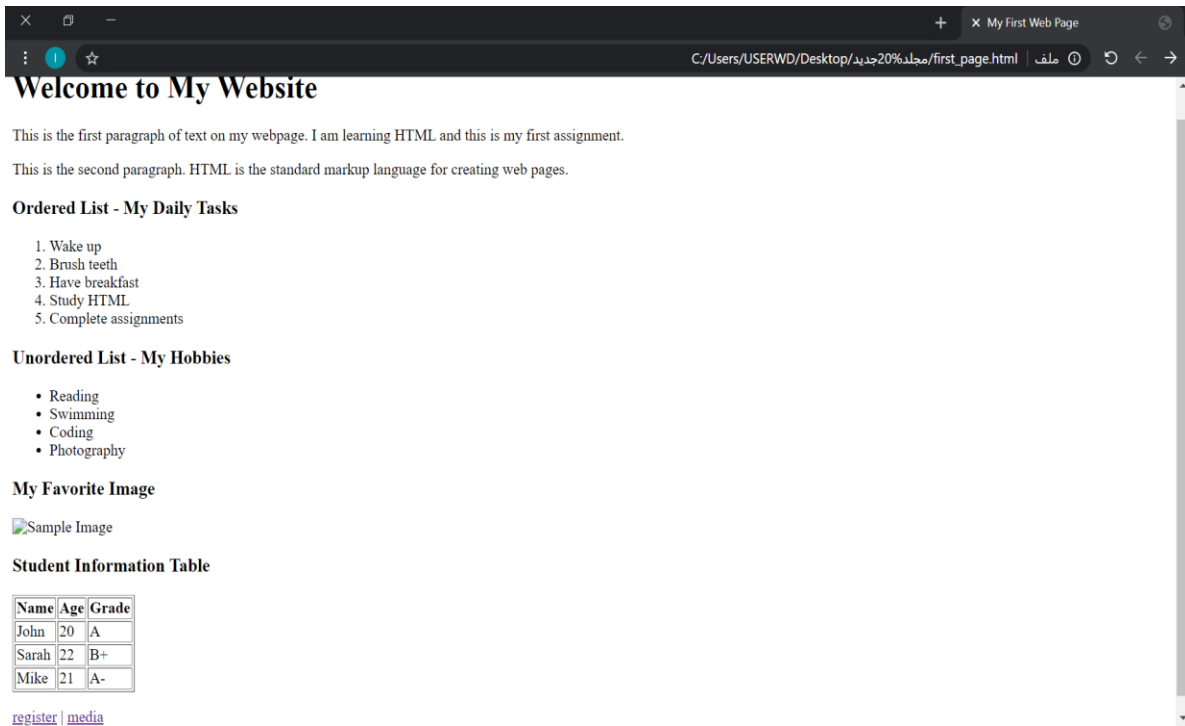 My First Web Page
C:/Users/USERWD/Desktop/مجلد%20جديد/first_page.html
ملف
I
Welcome to My Website
This is the first paragraph of text on my webpage. I am learning HTML and this is my first assignment.
This is the second paragraph. HTML is the standard markup language for creating web pages.
Ordered List - My Daily Tasks
1. Wake up
2. Brush teeth
3. Have breakfast
4. Study HTML
5. Complete assignments
Unordered List - My Hobbies
• Reading
• Swimming
• Coding
• Photography
My Favorite Image
Sample Image
Student Information Table
Name Age Grade
John 20 A
Sarah 22 B+
Mike 21 A-
register | media